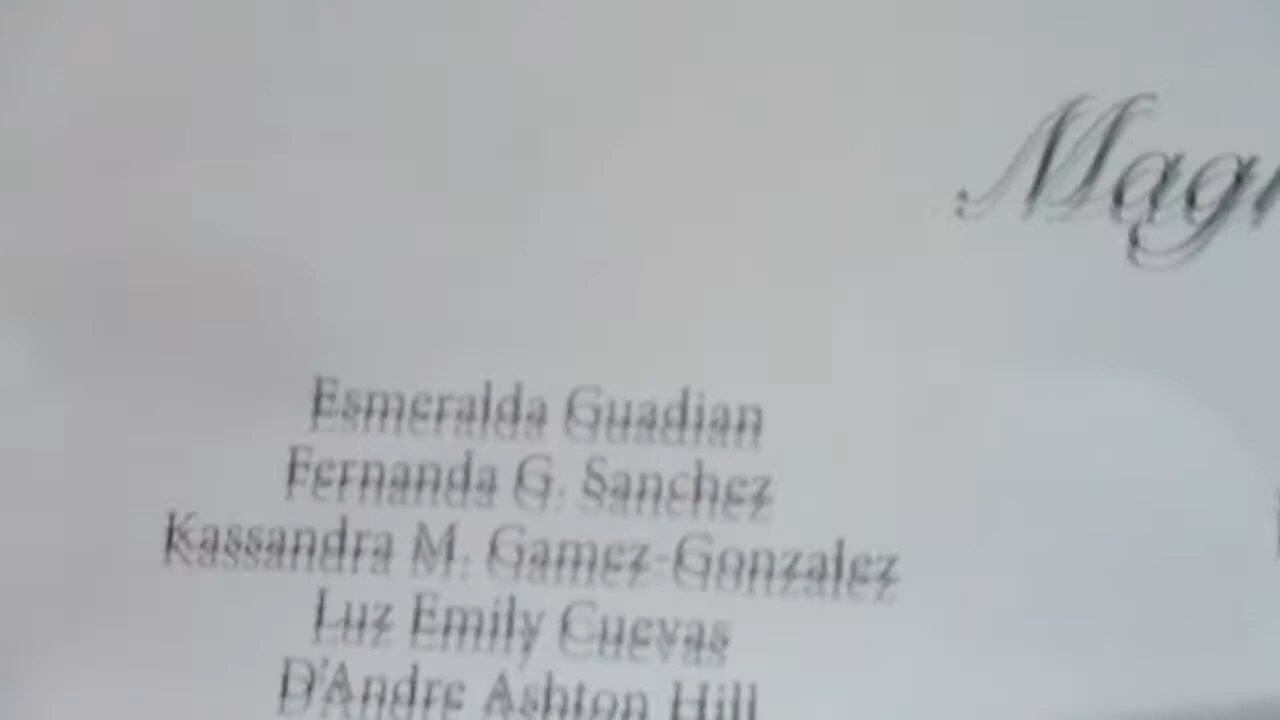 Esmeralda Guadian
Fernanda G. Sanchez
Kassandra M. Gamez-Gonzalez
Luz Emily Cuevas
D'Andre Ashton Hill